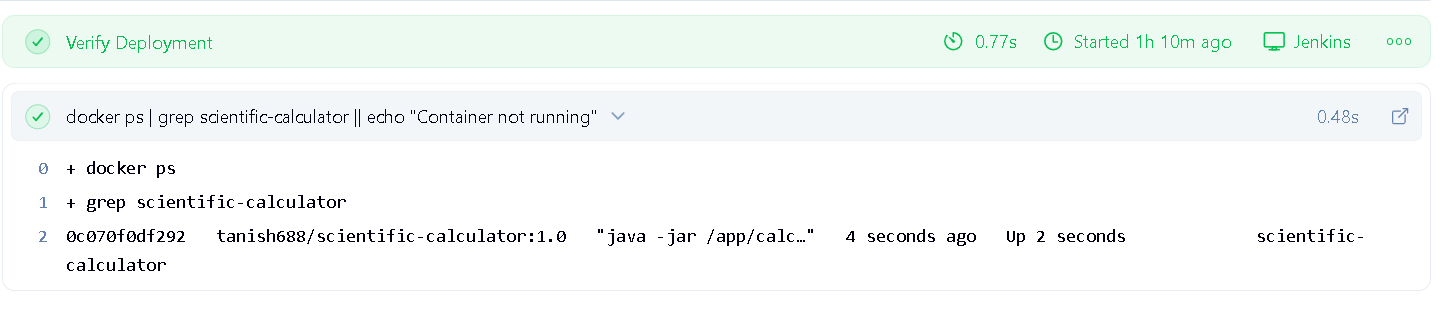 Verify Deployment 0.77s Started 1h 10m ago Jenkins
docker ps | grep scientific-calculator || echo "Container not running" 0.48s
0 + docker ps
1 + grep scientific-calculator
2 0c070f0df292 tanish688/scientific-calculator:1.0 "java -jar /app/calc…" 4 seconds ago Up 2 seconds scientific-
calculator